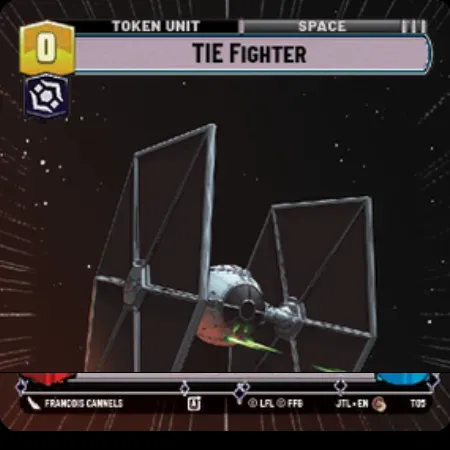 TOKEN UNIT
SPACE
0
TIE FIGHTER
FRANCOIS CANNELS
© LFL © FFG
JTL • EN
T05